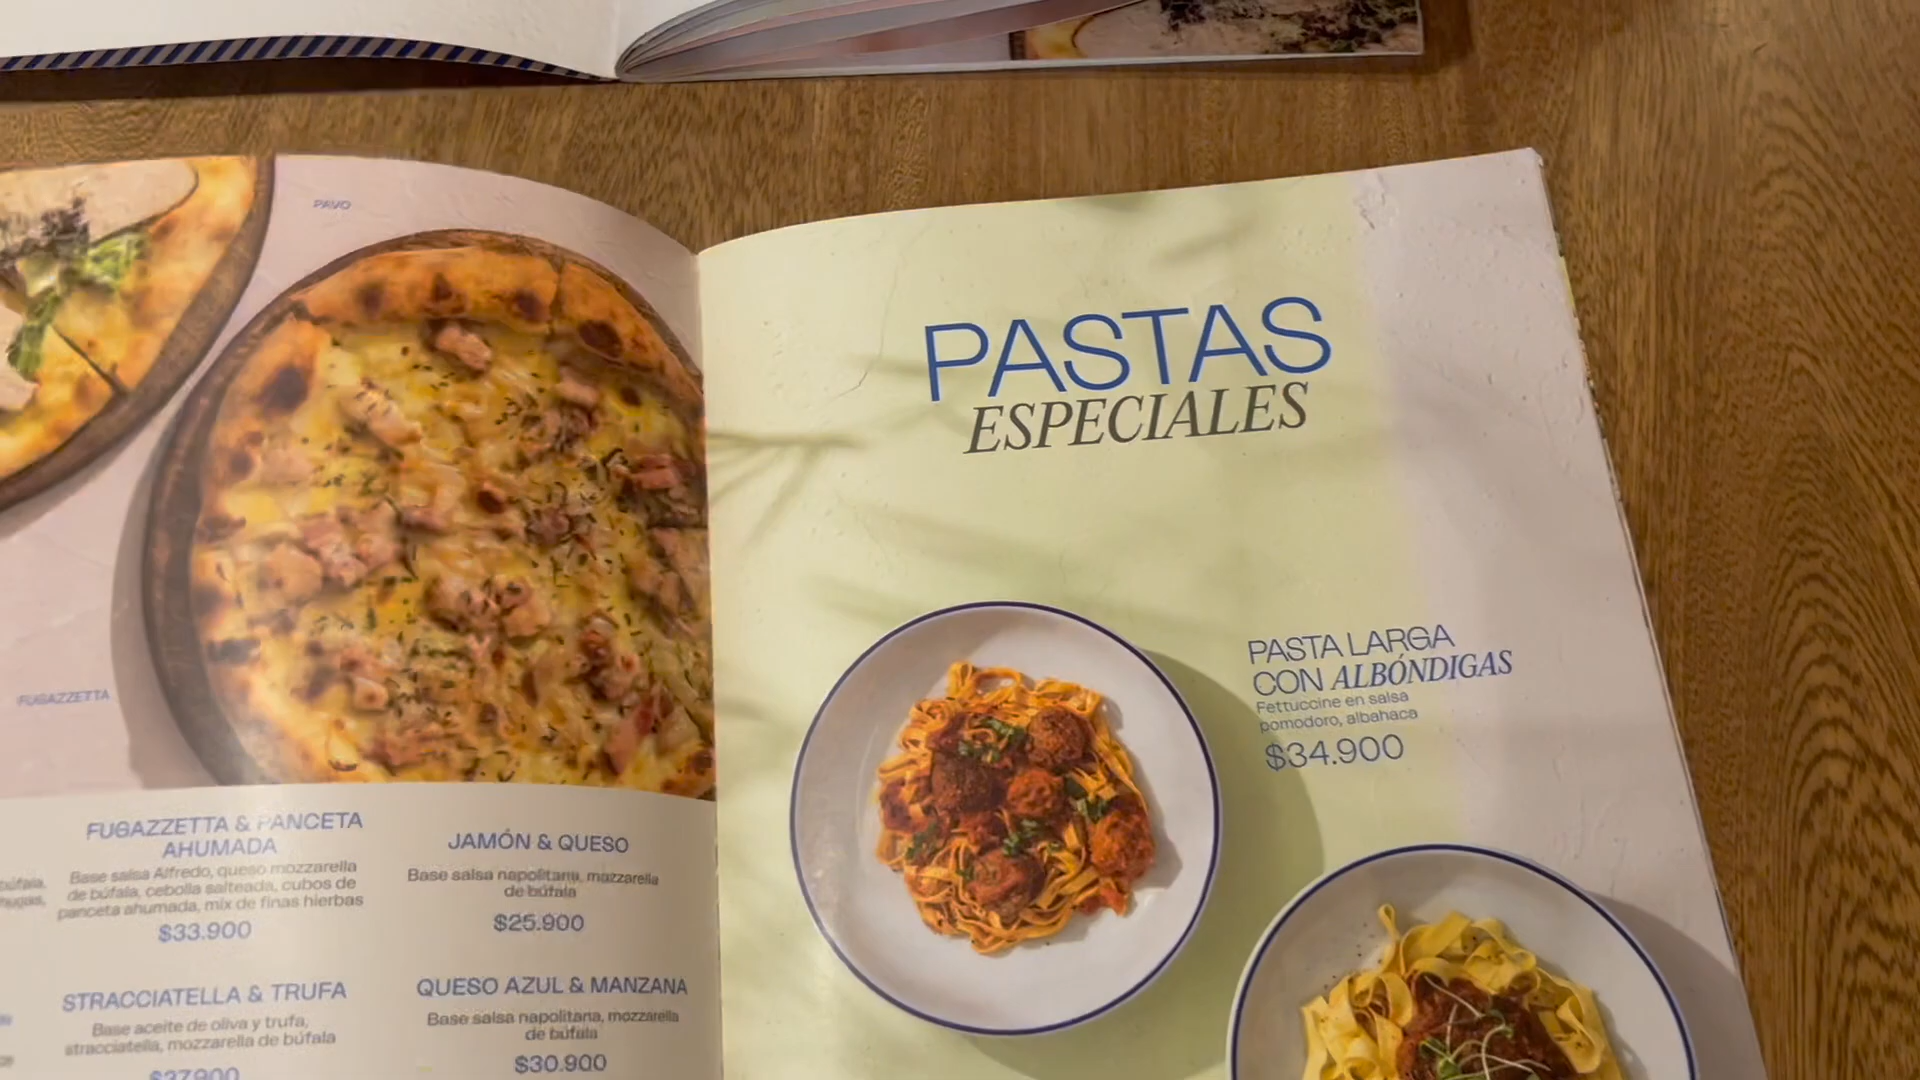 PAVO
FUGAZZETTA
FUGAZZETTA & PANCETA
AHUMADA
Base salsa Alfredo, queso mozzarella
de búfala, cebolla salteada, cubos de
panceta ahumada, mix de finas hierbas
$33.900
STRACCIATELLA & TRUFA
Base aceite de oliva y trufa,
stracciatella, mozzarella de búfala
$37.900
JAMÓN & QUESO
Base salsa napolitana, mozzarella
de búfala
$25.900
QUESO AZUL & MANZANA
Base salsa napolitana, mozzarella
de búfala
$30.900
búfala,
PASTAS
ESPECIALES
PASTA LARGA
CON ALBÓNDIGAS
Fettuccine en salsa
pomodoro, albahaca
$34.900